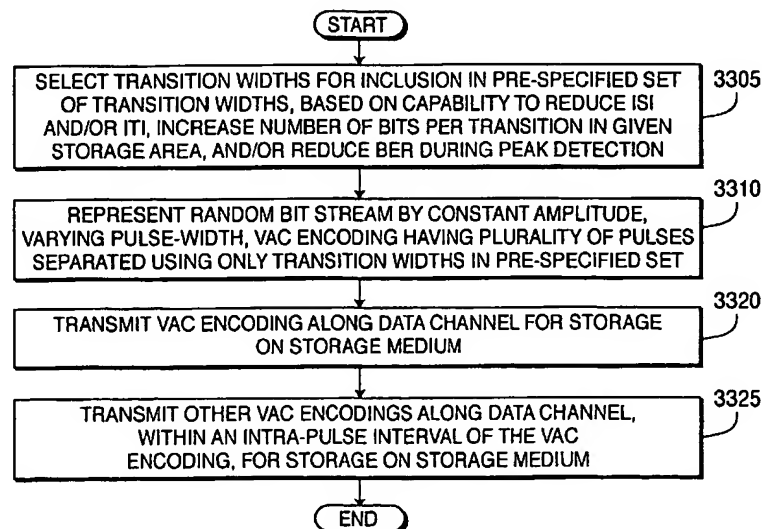 START
SELECT TRANSITION WIDTHS FOR INCLUSION IN PRE-SPECIFIED SET
OF TRANSITION WIDTHS, BASED ON CAPABILITY TO REDUCE ISI
AND/OR ITI, INCREASE NUMBER OF BITS PER TRANSITION IN GIVEN
STORAGE AREA, AND/OR REDUCE BER DURING PEAK DETECTION
3305
REPRESENT RANDOM BIT STREAM BY CONSTANT AMPLITUDE,
VARYING PULSE-WIDTH, VAC ENCODING HAVING PLURALITY OF PULSES
SEPARATED USING ONLY TRANSITION WIDTHS IN PRE-SPECIFIED SET
3310
TRANSMIT VAC ENCODING ALONG DATA CHANNEL FOR STORAGE
ON STORAGE MEDIUM
3320
TRANSMIT OTHER VAC ENCODINGS ALONG DATA CHANNEL,
WITHIN AN INTRA-PULSE INTERVAL OF THE VAC
ENCODING, FOR STORAGE ON STORAGE MEDIUM
3325
END